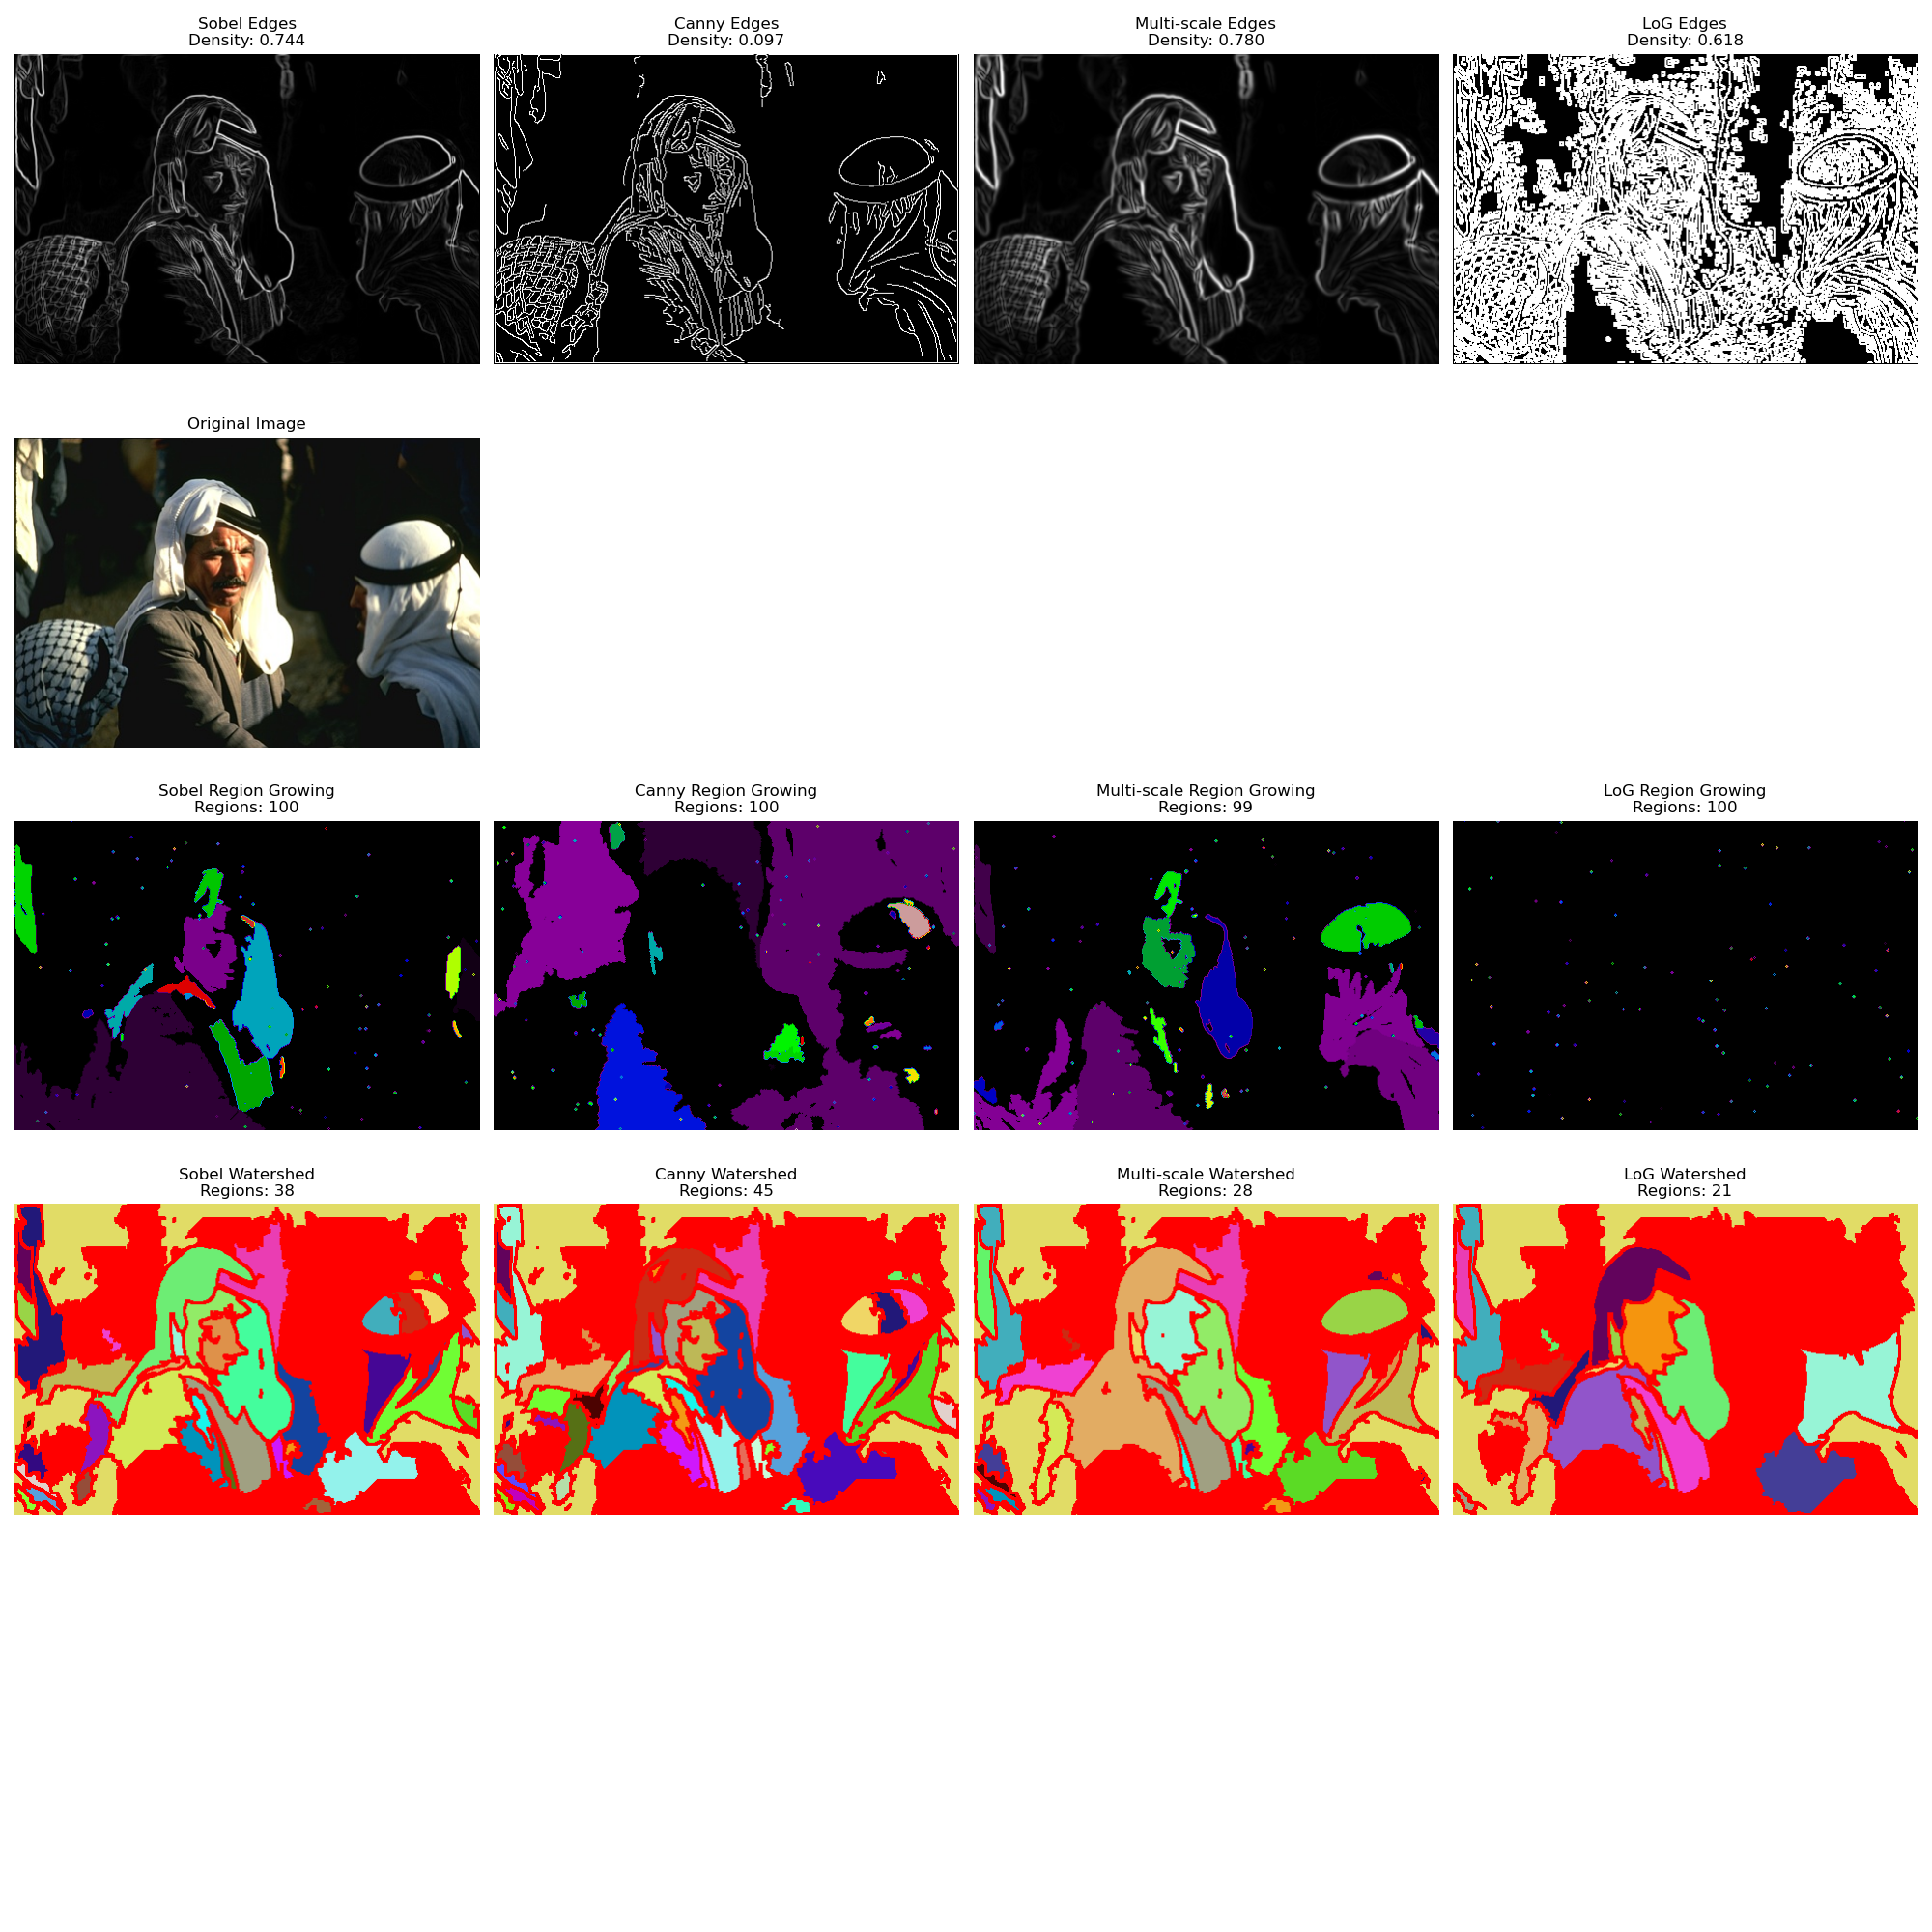 Sobel Edges
Density: 0.744
Canny Edges
Density: 0.097
Multi-scale Edges
Density: 0.780
LoG Edges
Density: 0.618
Original Image
Sobel Region Growing
Regions: 100
Canny Region Growing
Regions: 100
Multi-scale Region Growing
Regions: 99
LoG Region Growing
Regions: 100
Sobel Watershed
Regions: 38
Canny Watershed
Regions: 45
Multi-scale Watershed
Regions: 28
LoG Watershed
Regions: 21